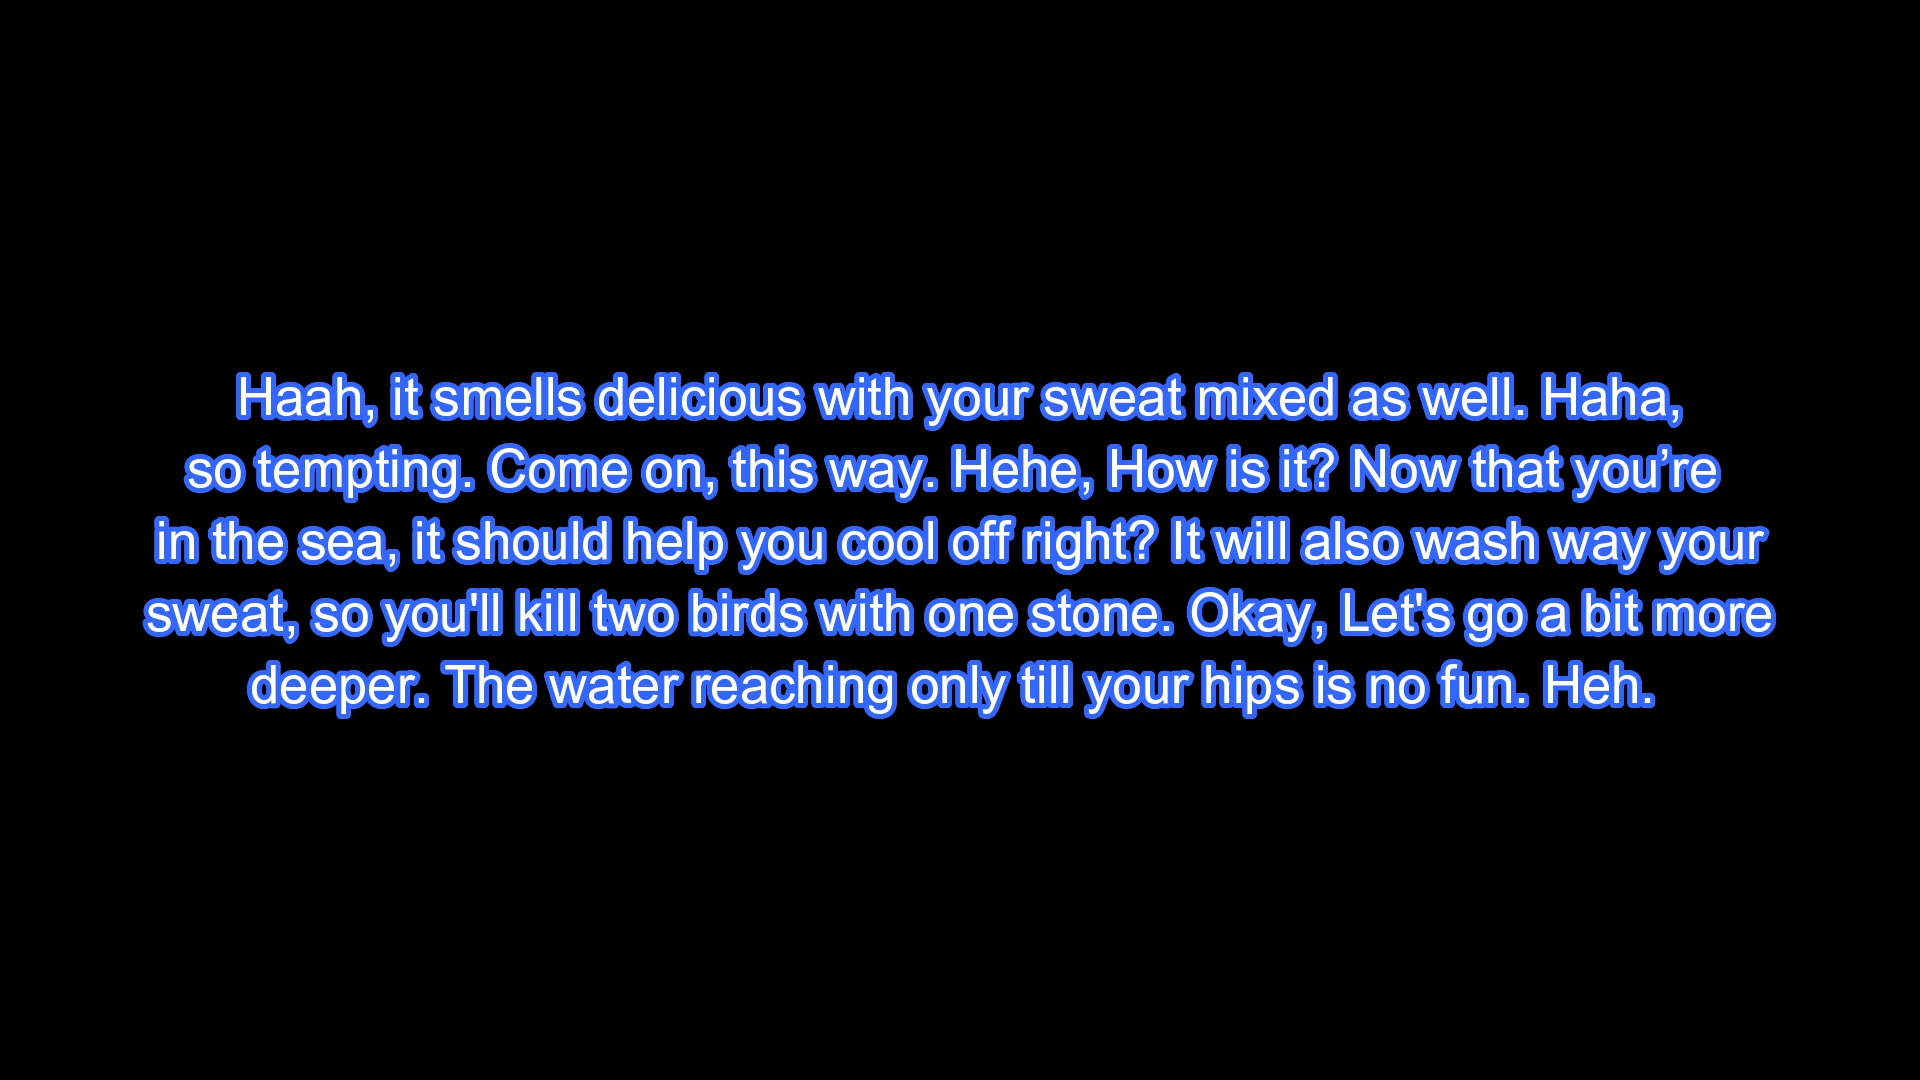 Haah, it smells delicious with your sweat mixed as well. Haha,
so tempting. Come on, this way. Hehe, How is it? Now that you’re
in the sea, it should help you cool off right? It will also wash way your
sweat, so you'll kill two birds with one stone. Okay, Let's go a bit more
deeper. The water reaching only till your hips is no fun. Heh.